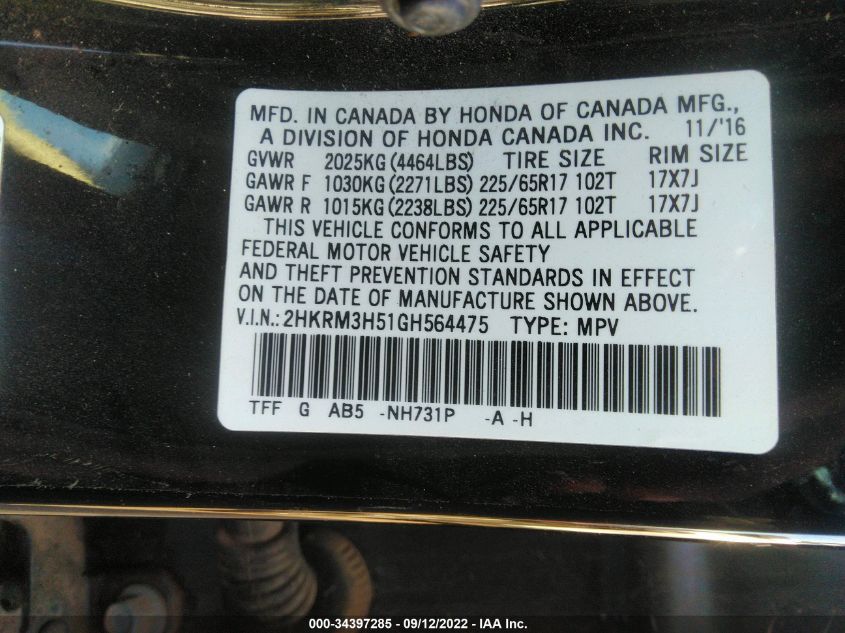 MFD. IN CANADA BY HONDA OF CANADA MFG.,
A DIVISION OF HONDA CANADA INC. 11/'16
GVWR 2025KG (4464LBS) TIRE SIZE RIM SIZE
GAWR F 1030KG (2271LBS) 225/65R17 102T 17X7J
GAWR R 1015KG (2238LBS) 225/65R17 102T 17X7J
THIS VEHICLE CONFORMS TO ALL APPLICABLE
FEDERAL MOTOR VEHICLE SAFETY
AND THEFT PREVENTION STANDARDS IN EFFECT
ON THE DATE OF MANUFACTURE SHOWN ABOVE.
V.I.N.: 2HKRM3H51GH564475 TYPE: MPV
TFF G AB5 -NH731P -A -H
000-34397285 - 09/12/2022 - IAA Inc.